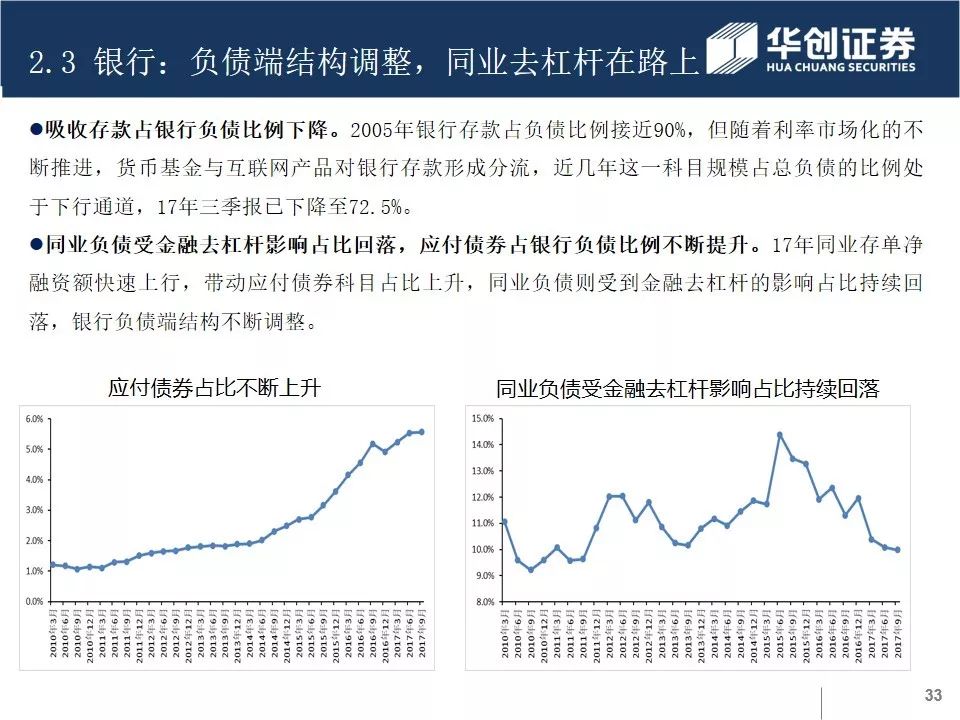 2.3 银行：负债端结构调整，同业去杠杆在路上
华创证券
HUA CHUANG SECURITIES
●吸收存款占银行负债比例下降。2005年银行存款占负债比例接近90%，但随着利率市场化的不
断推进，货币基金与互联网产品对银行存款形成分流，近几年这一科目规模占总负债的比例处
于下行通道，17年三季报已下降至72.5%。
●同业负债受金融去杠杆影响占比回落，应付债券占银行负债比例不断提升。17年同业存单净
融资额快速上行，带动应付债券科目占比上升，同业负债则受到金融去杠杆的影响占比持续回
落，银行负债端结构不断调整。
应付债券占比不断上升
6.0%
5.0%
4.0%
3.0%
2.0%
1.0%
0.0%
2010年3月
2010年6月
2010年9月
2010年12月
2011年3月
2011年6月
2011年9月
2011年12月
2012年3月
2012年6月
2012年9月
2012年12月
2013年3月
2013年6月
2013年9月
2013年12月
2014年3月
2014年6月
2014年9月
2014年12月
2015年3月
2015年6月
2015年9月
2015年12月
2016年3月
2016年6月
2016年9月
2016年12月
2017年3月
2017年6月
2017年9月
同业负债受金融去杠杆影响占比持续回落
15.0%
14.0%
13.0%
12.0%
11.0%
10.0%
9.0%
8.0%
2010年3月
2010年6月
2010年9月
2010年12月
2011年3月
2011年6月
2011年9月
2011年12月
2012年3月
2012年6月
2012年9月
2012年12月
2013年3月
2013年6月
2013年9月
2013年12月
2014年3月
2014年6月
2014年9月
2014年12月
2015年3月
2015年6月
2015年9月
2015年12月
2016年3月
2016年6月
2016年9月
2016年12月
2017年3月
2017年6月
2017年9月
33